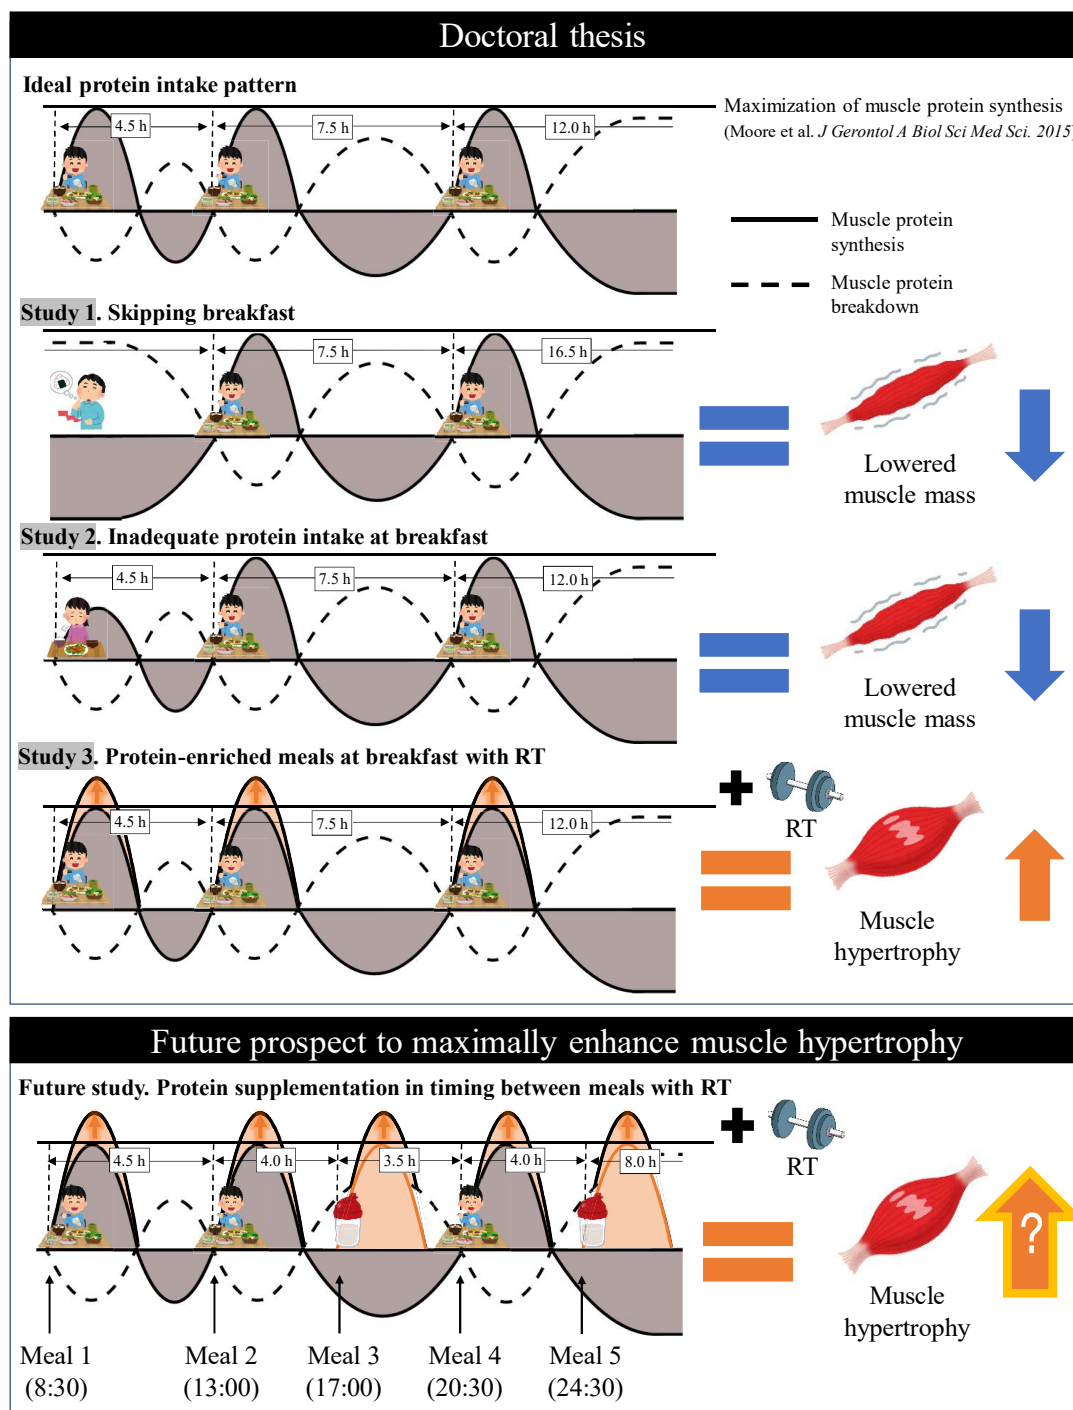 Doctoral thesis
Ideal protein intake pattern
4.5 h
7.5 h
12.0 h
Maximization of muscle protein synthesis
(Moore et al. J Gerontol A Biol Sci Med Sci. 2015)
Muscle protein
synthesis
Muscle protein
breakdown
Study 1. Skipping breakfast
7.5 h
16.5 h
Lowered
muscle mass
Study 2. Inadequate protein intake at breakfast
4.5 h
7.5 h
12.0 h
Lowered
muscle mass
Study 3. Protein-enriched meals at breakfast with RT
4.5 h
7.5 h
12.0 h
RT
Muscle
hypertrophy
Future prospect to maximally enhance muscle hypertrophy
Future study. Protein supplementation in timing between meals with RT
4.5 h
4.0 h
3.5 h
4.0 h
8.0 h
RT
?
Muscle
hypertrophy
Meal 1
(8:30)
Meal 2
(13:00)
Meal 3
(17:00)
Meal 4
(20:30)
Meal 5
(24:30)